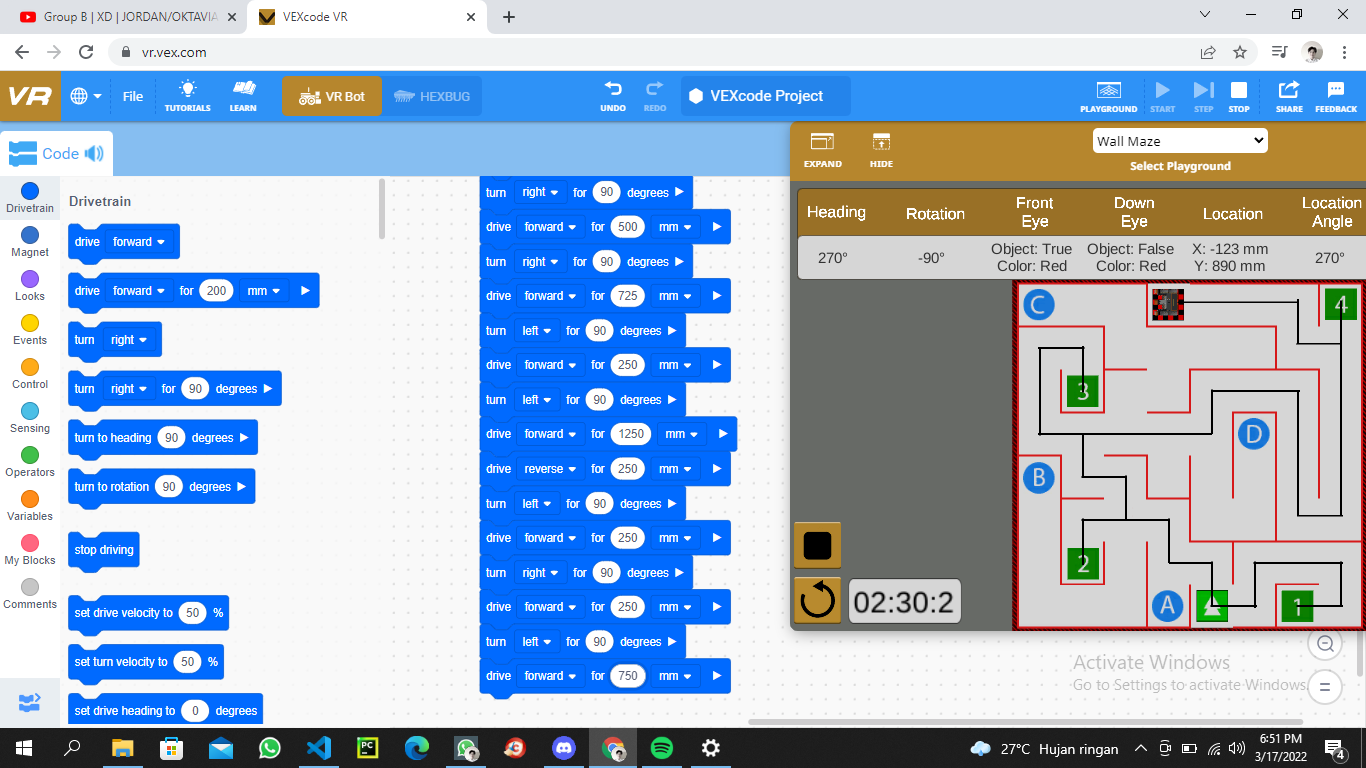 Group B | XD | JORDAN/OKTAVIA
VEXcode VR
vr.vex.com
VR
File
TUTORIALS
LEARN
VR Bot
HEXBUG
UNDO
REDO
VEXcode Project
PLAYGROUND
START
STEP
STOP
SHARE
FEEDBACK
Code
EXPAND
HIDE
Wall Maze
Select Playground
Drivetrain
Magnet
Looks
Events
Control
Sensing
Operators
Variables
My Blocks
Comments
Drivetrain
drive forward
drive forward for 200 mm
turn right
turn right for 90 degrees
turn to heading 90 degrees
turn to rotation 90 degrees
stop driving
set drive velocity to 50 %
set turn velocity to 50 %
set drive heading to 0 degrees
turn right for 90 degrees
drive forward for 500 mm
turn right for 90 degrees
drive forward for 725 mm
turn left for 90 degrees
drive forward for 250 mm
turn left for 90 degrees
drive forward for 1250 mm
drive reverse for 250 mm
turn left for 90 degrees
drive forward for 250 mm
turn right for 90 degrees
drive forward for 250 mm
turn left for 90 degrees
drive forward for 750 mm
Heading Rotation Front Eye Down Eye Location Location Angle
270° -90° Object: True Color: Red Object: False Color: Red X: -123 mm Y: 890 mm 270°
C
4
3
D
B
2
A
1
02:30:2
Activate Windows
Go to Settings to activate Windows.
27°C Hujan ringan
6:51 PM
3/17/2022
4